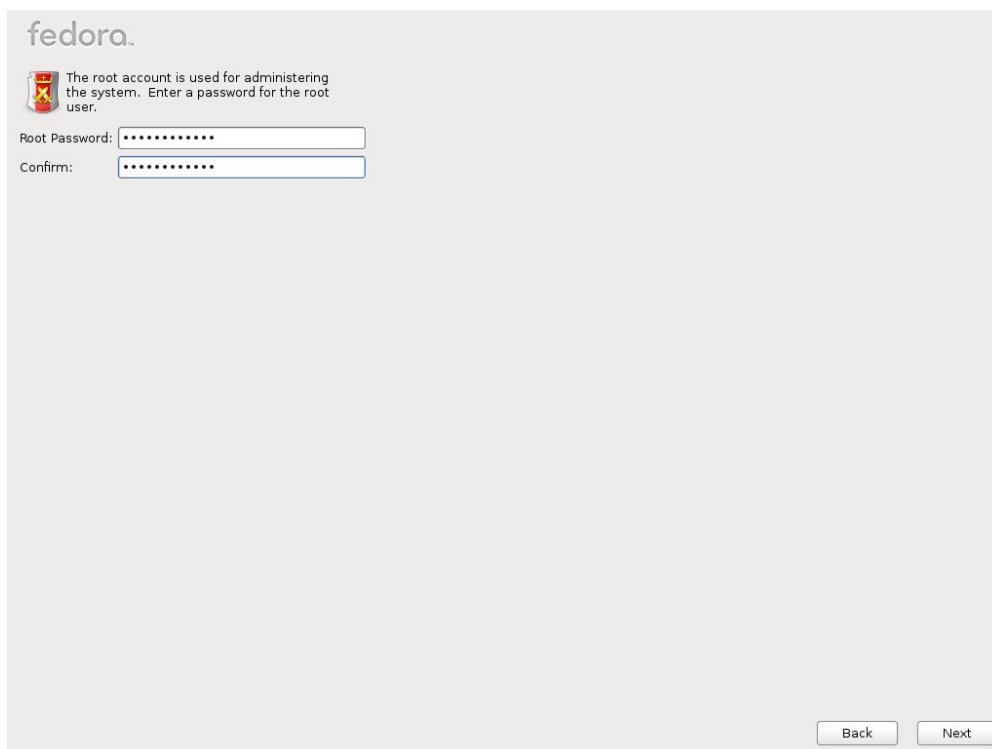 fedora™
The root account is used for administering
the system. Enter a password for the root
user.
Root Password: ••••••••••••
Confirm: ••••••••••••
Back Next